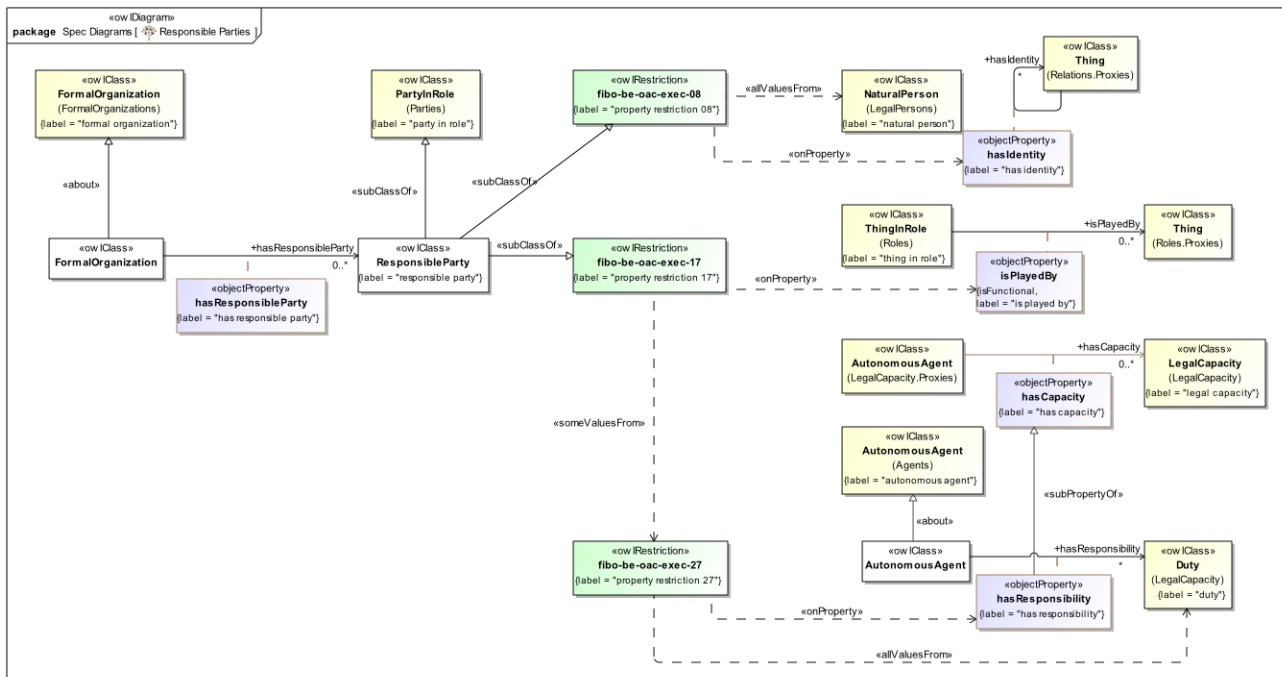 «owlDiagram»
package Spec Diagrams [ Responsible Parties ]
«owlClass»
FormalOrganization
(FormalOrganizations)
{label = "formal organization"}
«owlClass»
PartyInRole
(Parties)
{label = "party in role"}
«owlRestriction»
fibo-be-oac-exec-08
{label = "property restriction 08"}
«allValuesFrom»
«owlClass»
NaturalPerson
(LegalPersons)
{label = "natural person"}
+hasIdentity
*
«owlClass»
Thing
(Relations.Proxies)
«onProperty»
«objectProperty»
hasIdentity
{label = "has identity"}
«about»
«subClassOf»
«subClassOf»
«owlClass»
FormalOrganization
+hasResponsibleParty
0..*
«objectProperty»
hasResponsibleParty
{label = "has responsible party"}
«owlClass»
ResponsibleParty
{label = "responsible party"}
«subClassOf»
«owlRestriction»
fibo-be-oac-exec-17
{label = "property restriction 17"}
«onProperty»
«owlClass»
ThingInRole
(Roles)
{label = "thing in role"}
+isPlayedBy
0..*
«owlClass»
Thing
(Roles.Proxies)
«objectProperty»
isPlayedBy
{isFunctional,
label = "is played by"}
«owlClass»
AutonomousAgent
(LegalCapacity.Proxies)
+hasCapacity
0..*
«owlClass»
LegalCapacity
(LegalCapacity)
{label = "legal capacity"}
«objectProperty»
hasCapacity
{label = "has capacity"}
«someValuesFrom»
«owlClass»
AutonomousAgent
(Agents)
{label = "autonomous agent"}
«subPropertyOf»
«about»
«owlRestriction»
fibo-be-oac-exec-27
{label = "property restriction 27"}
«owlClass»
AutonomousAgent
+hasResponsibility
*
«owlClass»
Duty
(LegalCapacity)
{label = "duty"}
«onProperty»
«objectProperty»
hasResponsibility
{label = "has responsibility"}
«allValuesFrom»